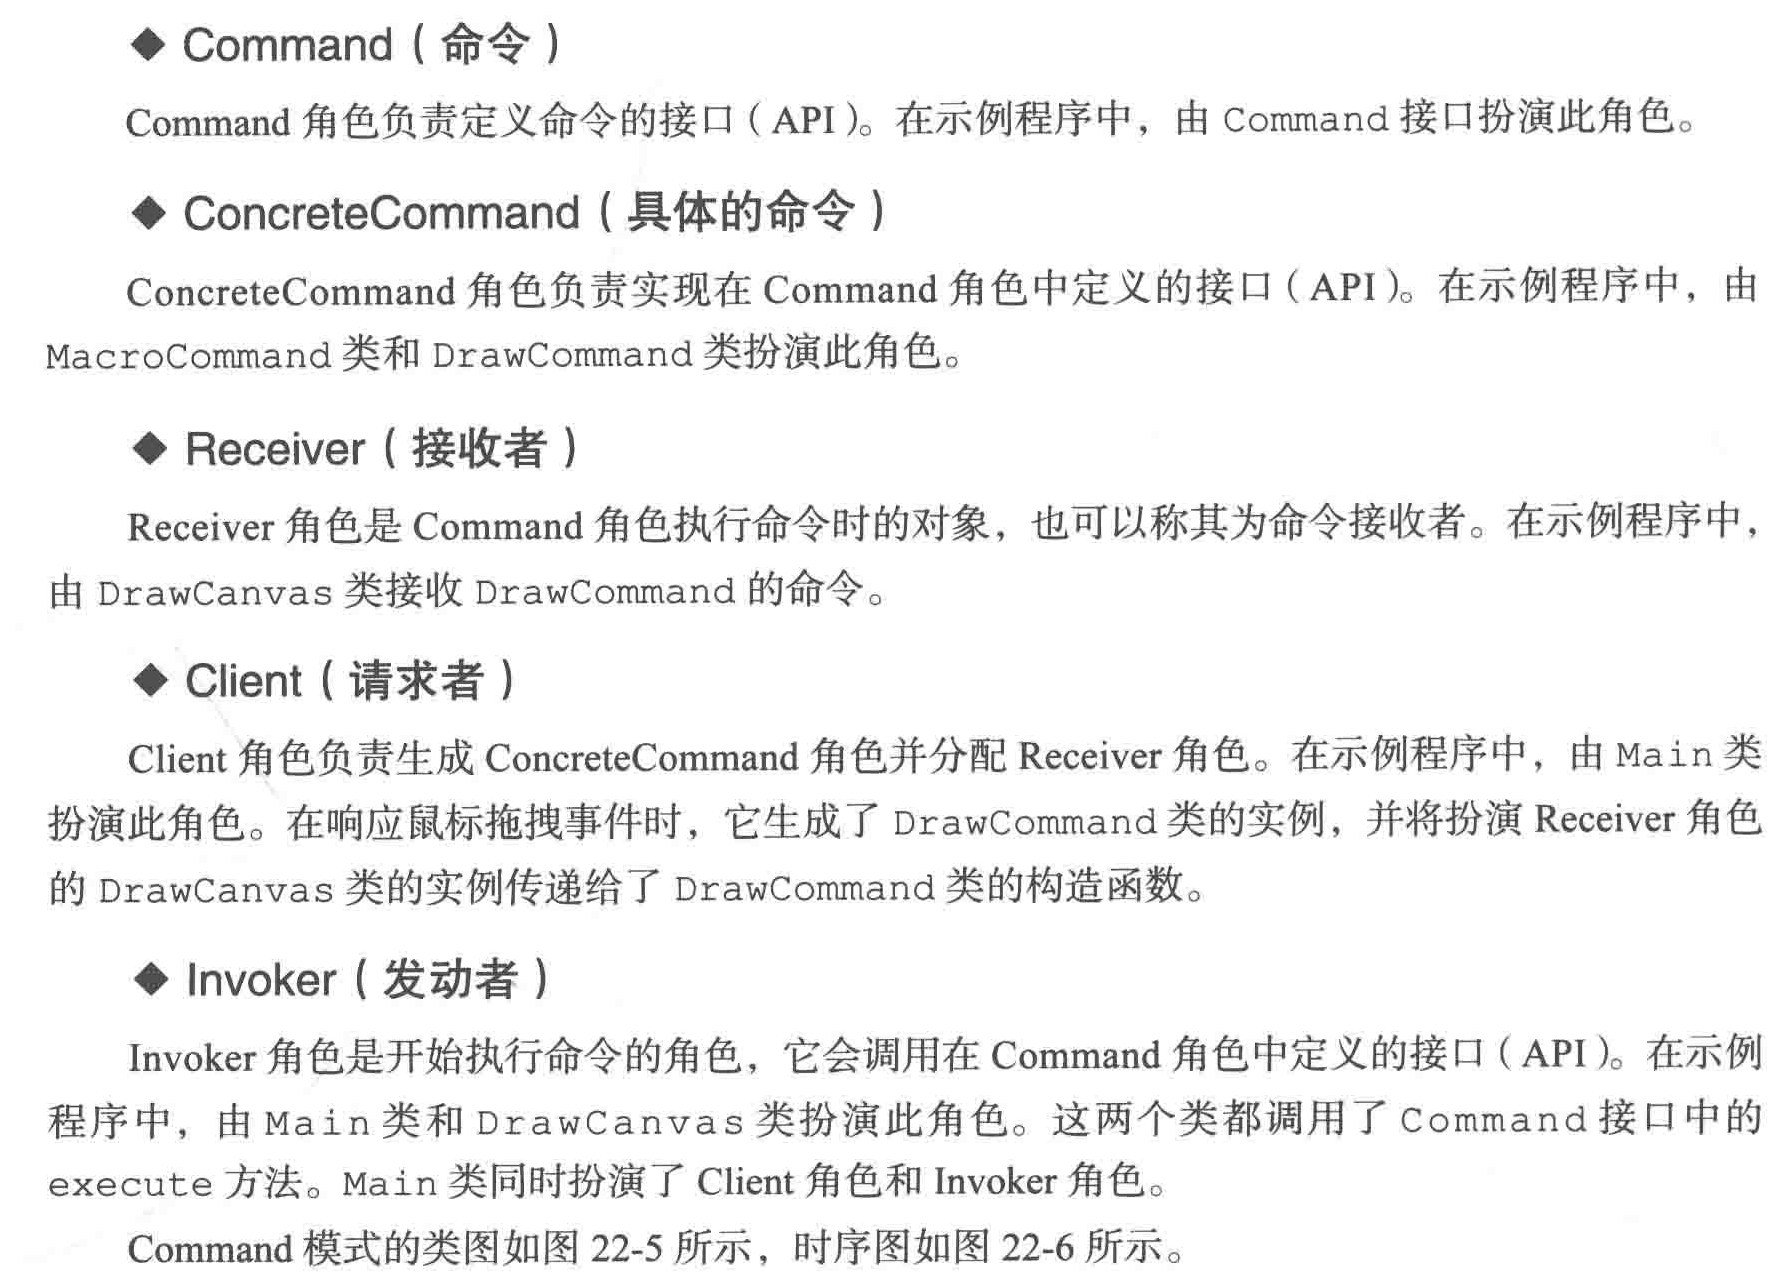 ◆ Command（命令）
Command 角色负责定义命令的接口（API）。在示例程序中，由 Command 接口扮演此角色。
◆ ConcreteCommand（具体的命令）
ConcreteCommand 角色负责实现在 Command 角色中定义的接口（API）。在示例程序中，由
MacroCommand 类和 DrawCommand 类扮演此角色。
◆ Receiver（接收者）
Receiver 角色是 Command 角色执行命令时的对象，也可以称其为命令接收者。在示例程序中，
由 DrawCanvas 类接收 DrawCommand 的命令。
◆ Client（请求者）
Client 角色负责生成 ConcreteCommand 角色并分配 Receiver 角色。在示例程序中，由 Main 类
扮演此角色。在响应鼠标拖拽事件时，它生成了 DrawCommand 类的实例，并将扮演 Receiver 角色
的 DrawCanvas 类的实例传递给了 DrawCommand 类的构造函数。
◆ Invoker（发动者）
Invoker 角色是开始执行命令的角色，它会调用在 Command 角色中定义的接口（API）。在示例
程序中，由 Main 类和 DrawCanvas 类扮演此角色。这两个类都调用了 Command 接口中的
execute 方法。Main 类同时扮演了 Client 角色和 Invoker 角色。
Command 模式的类图如图 22-5 所示，时序图如图 22-6 所示。